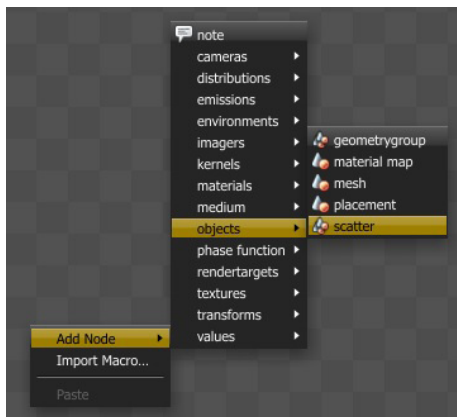 note
cameras
distributions
emissions
environments
imagers
kernels
materials
medium
objects
phase function
rendertargets
textures
transforms
values
geometrygroup
material map
mesh
placement
scatter
Add Node
Import Macro...
Paste